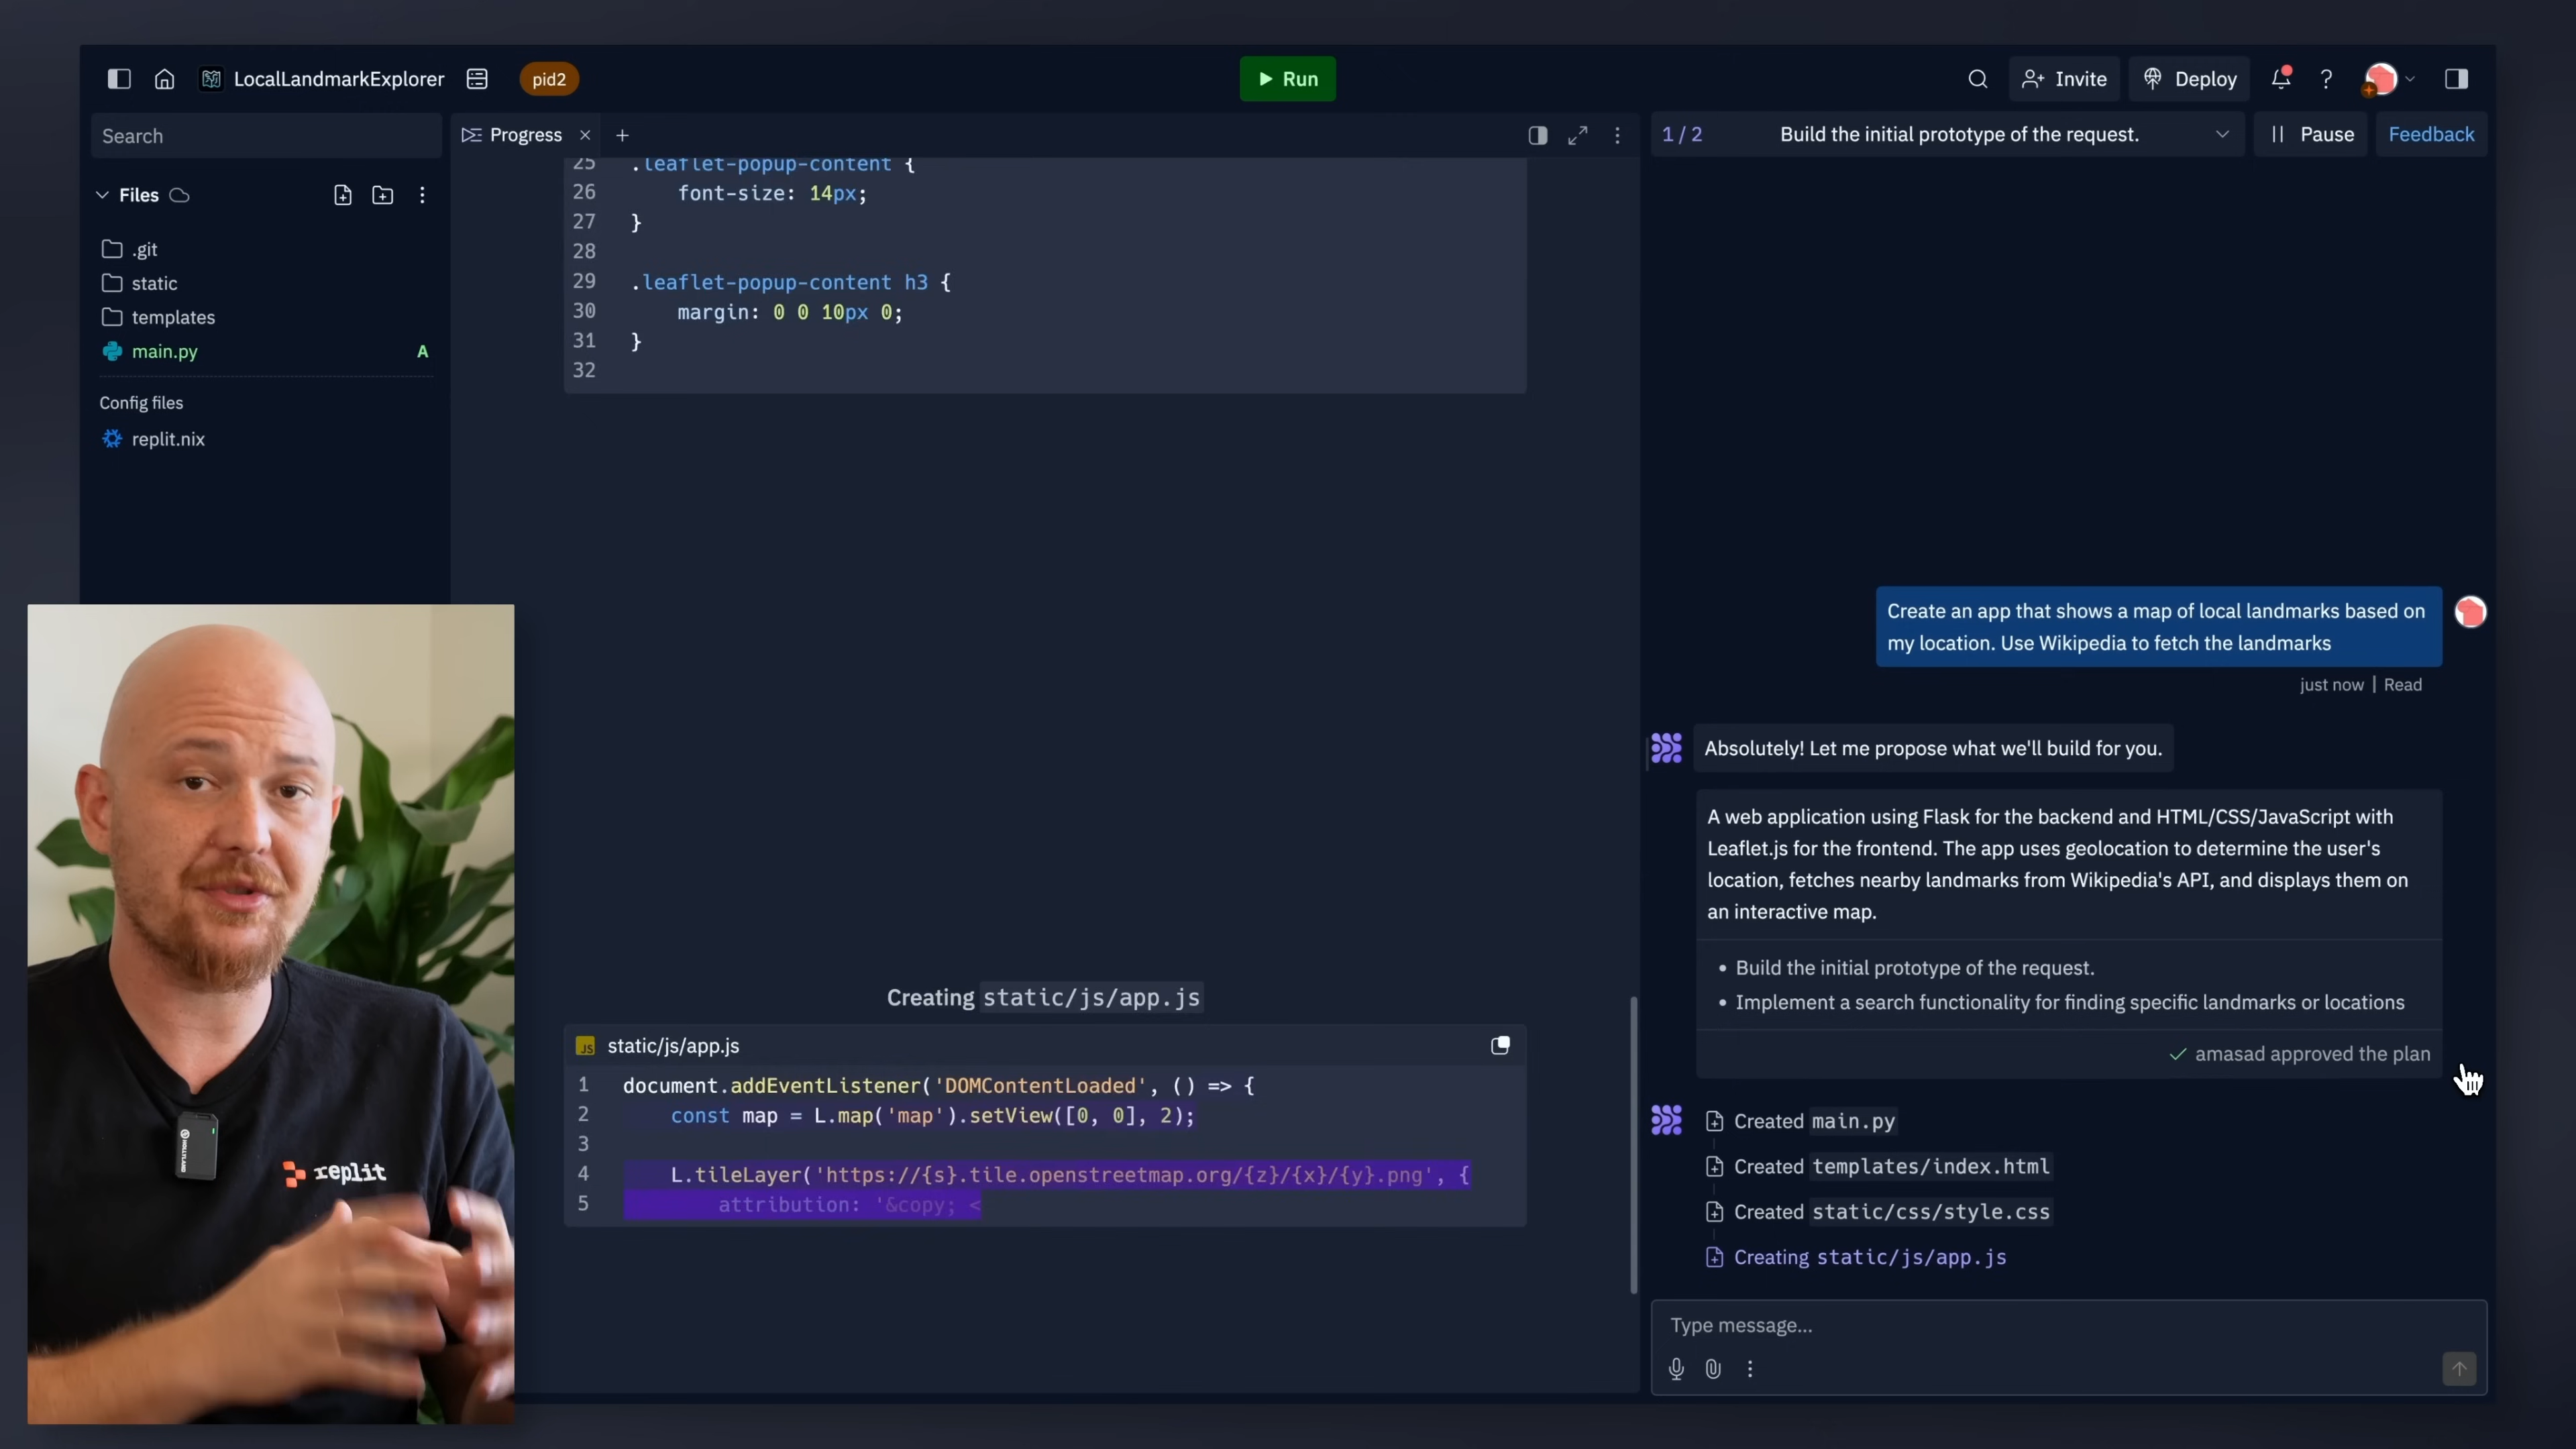 LocalLandmarkExplorer
pid2
Run
Invite
Deploy
Search
Progress
1 / 2
Build the initial prototype of the request.
Pause
Feedback
Files
.git
static
templates
main.py
A
Config files
replit.nix
25 .leaflet-popup-content {
26 font-size: 14px;
27 }
28
29 .leaflet-popup-content h3 {
30 margin: 0 0 10px 0;
31 }
32
Creating static/js/app.js
JS static/js/app.js
1 document.addEventListener('DOMContentLoaded', () => {
2 const map = L.map('map').setView([0, 0], 2);
3
4 L.tileLayer('https://{s}.tile.openstreetmap.org/{z}/{x}/{y}.png', {
5 attribution: '&copy; <
Create an app that shows a map of local landmarks based on
my location. Use Wikipedia to fetch the landmarks
just now | Read
Absolutely! Let me propose what we'll build for you.
A web application using Flask for the backend and HTML/CSS/JavaScript with
Leaflet.js for the frontend. The app uses geolocation to determine the user's
location, fetches nearby landmarks from Wikipedia's API, and displays them on
an interactive map.
• Build the initial prototype of the request.
• Implement a search functionality for finding specific landmarks or locations
amasad approved the plan
Created main.py
Created templates/index.html
Created static/css/style.css
Creating static/js/app.js
Type message...
HOLLYLAND
replit